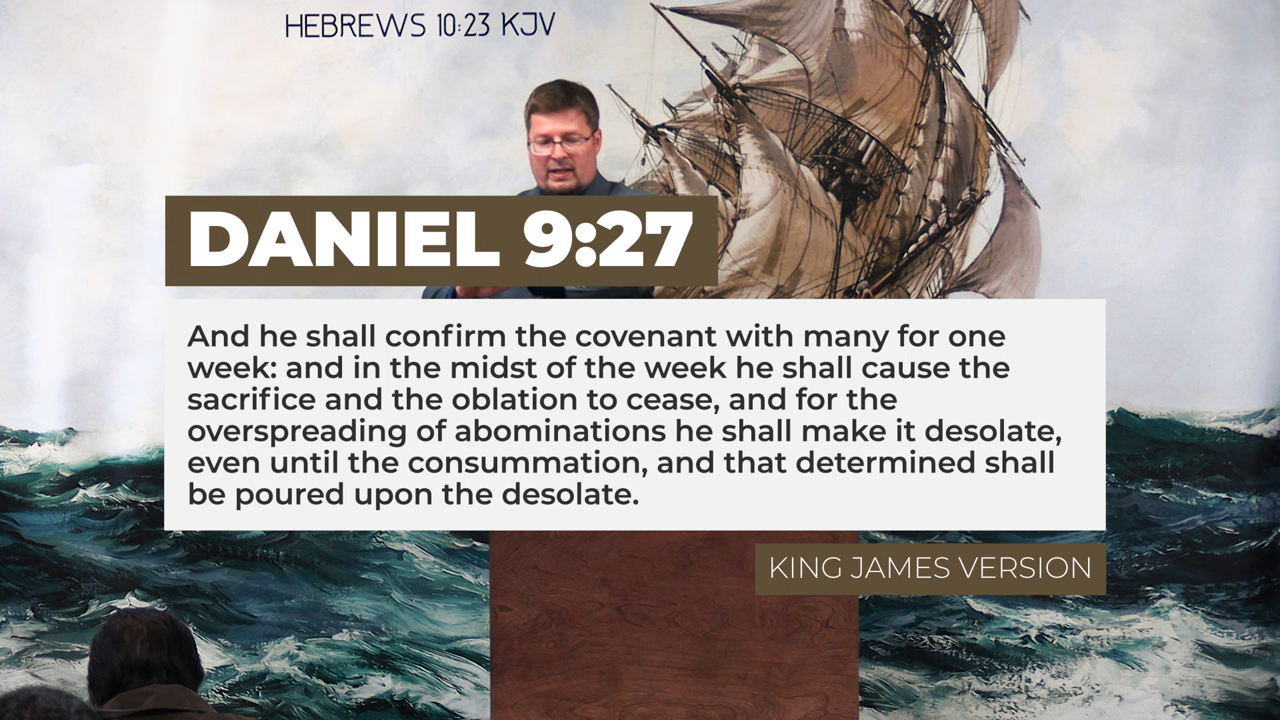 HEBREWS 10:23 KJV
DANIEL 9:27
And he shall confirm the covenant with many for one
week: and in the midst of the week he shall cause the
sacrifice and the oblation to cease, and for the
overspreading of abominations he shall make it desolate,
even until the consummation, and that determined shall
be poured upon the desolate.
KING JAMES VERSION